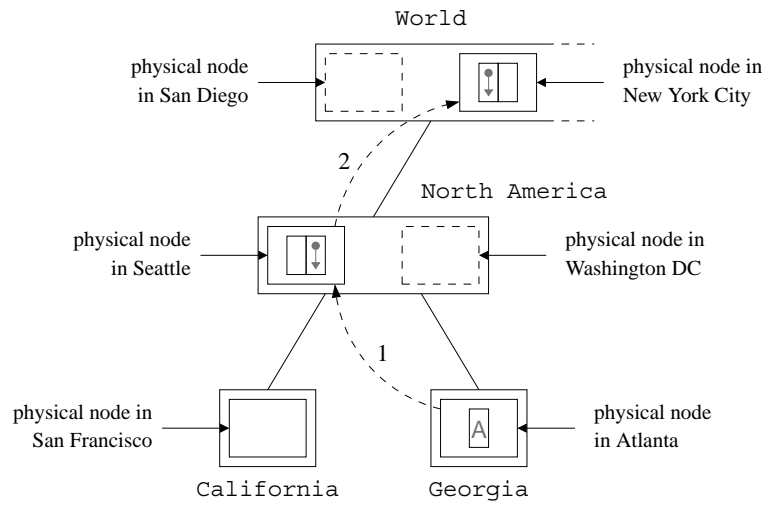 World
physical node
in San Diego
physical node in
New York City
2
North America
physical node
in Seattle
physical node in
Washington DC
1
physical node in
San Francisco
A
physical node
in Atlanta
California
Georgia